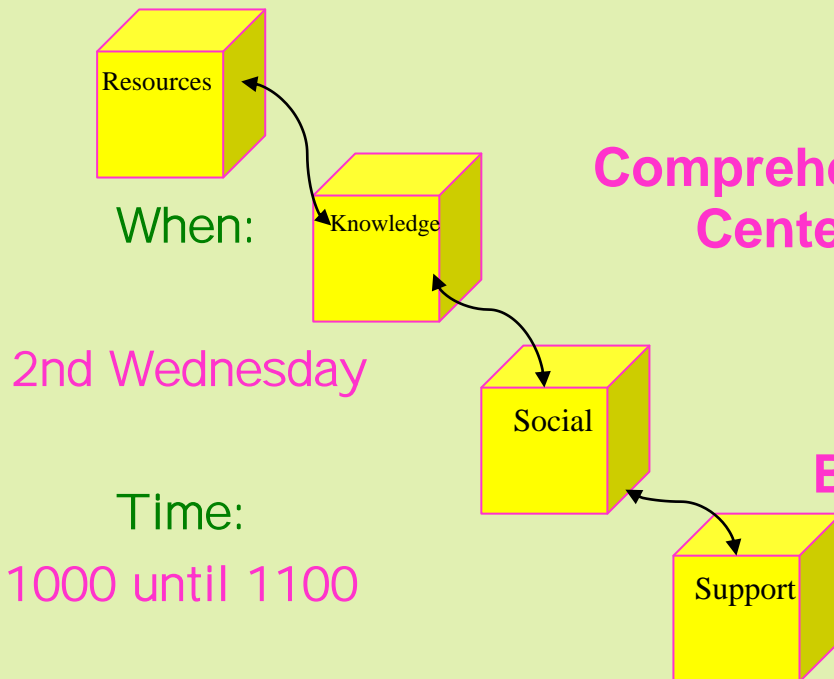 Resources
When:
Knowledge
2nd Wednesday
Social
Time:
1000 until 1100
Support